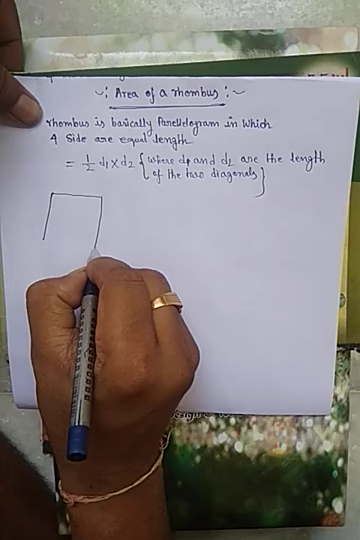 ~: Area of a rhombus :~
rhombus is basically Parellelogram in which
4 side are equal length
= 1/2 d1 x d2 { where d1 and d2 are the length
of the two diagonals }